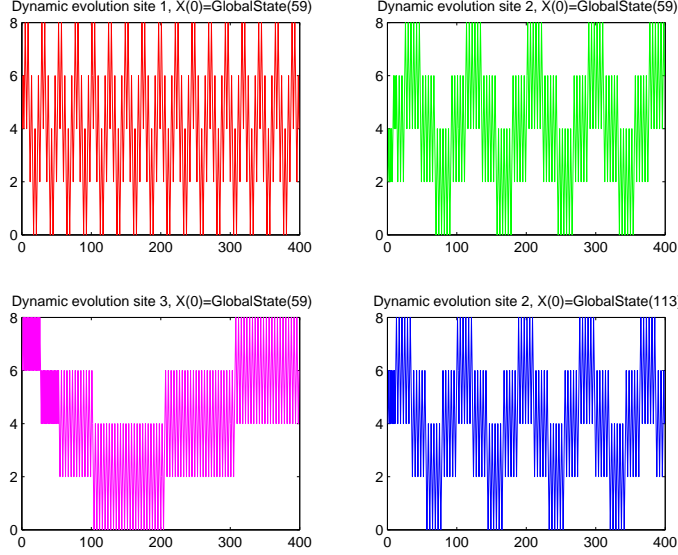 Dynamic evolution site 1, X(0)=GlobalState(59)
8
6
4
2
0
0 100 200 300 400
Dynamic evolution site 2, X(0)=GlobalState(59)
8
6
4
2
0
0 100 200 300 400
Dynamic evolution site 3, X(0)=GlobalState(59)
8
6
4
2
0
0 100 200 300 400
Dynamic evolution site 2, X(0)=GlobalState(113)
8
6
4
2
0
0 100 200 300 400